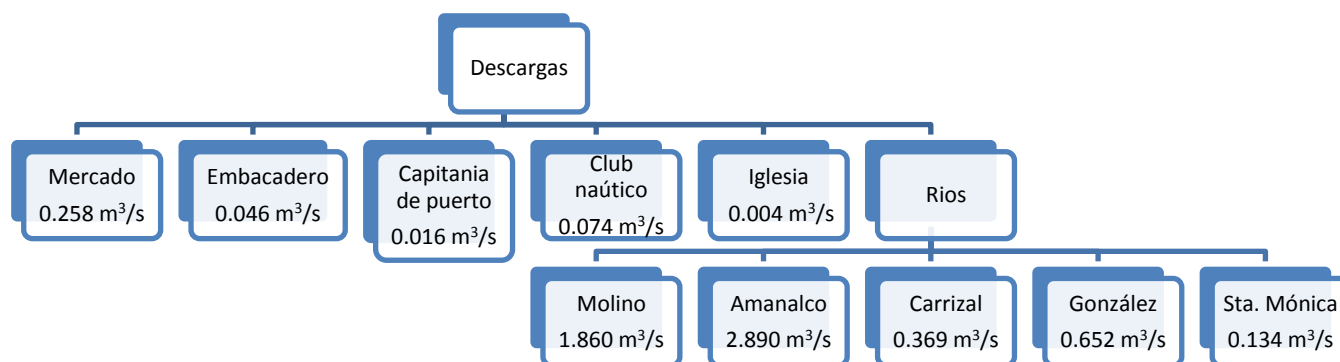 Descargas
Mercado
0.258 m³/s
Embacadero
0.046 m³/s
Capitania
de puerto
0.016 m³/s
Club
naútico
0.074 m³/s
Iglesia
0.004 m³/s
Rios
Molino
1.860 m³/s
Amanalco
2.890 m³/s
Carrizal
0.369 m³/s
González
0.652 m³/s
Sta. Mónica
0.134 m³/s